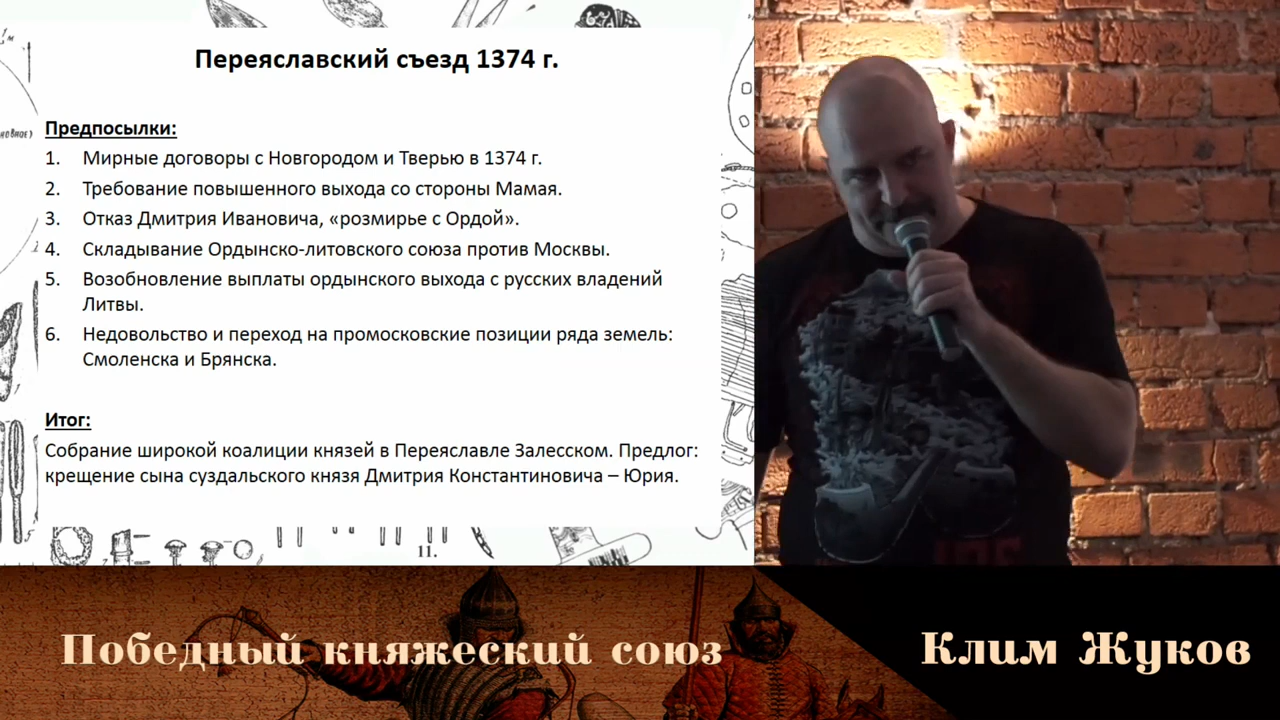 Переяславский съезд 1374 г.
Предпосылки:
1. Мирные договоры с Новгородом и Тверью в 1374 г.
2. Требование повышенного выхода со стороны Мамая.
3. Отказ Дмитрия Ивановича, «розмирье с Ордой».
4. Складывание Ордынско-литовского союза против Москвы.
5. Возобновление выплаты ордынского выхода с русских владений
Литвы.
6. Недовольство и переход на промосковские позиции ряда земель:
Смоленска и Брянска.
Итог:
Собрание широкой коалиции князей в Переяславле Залесском. Предлог:
крещение сына суздальского князя Дмитрия Константиновича – Юрия.
11.
Победный княжеский союз
Клим Жуков